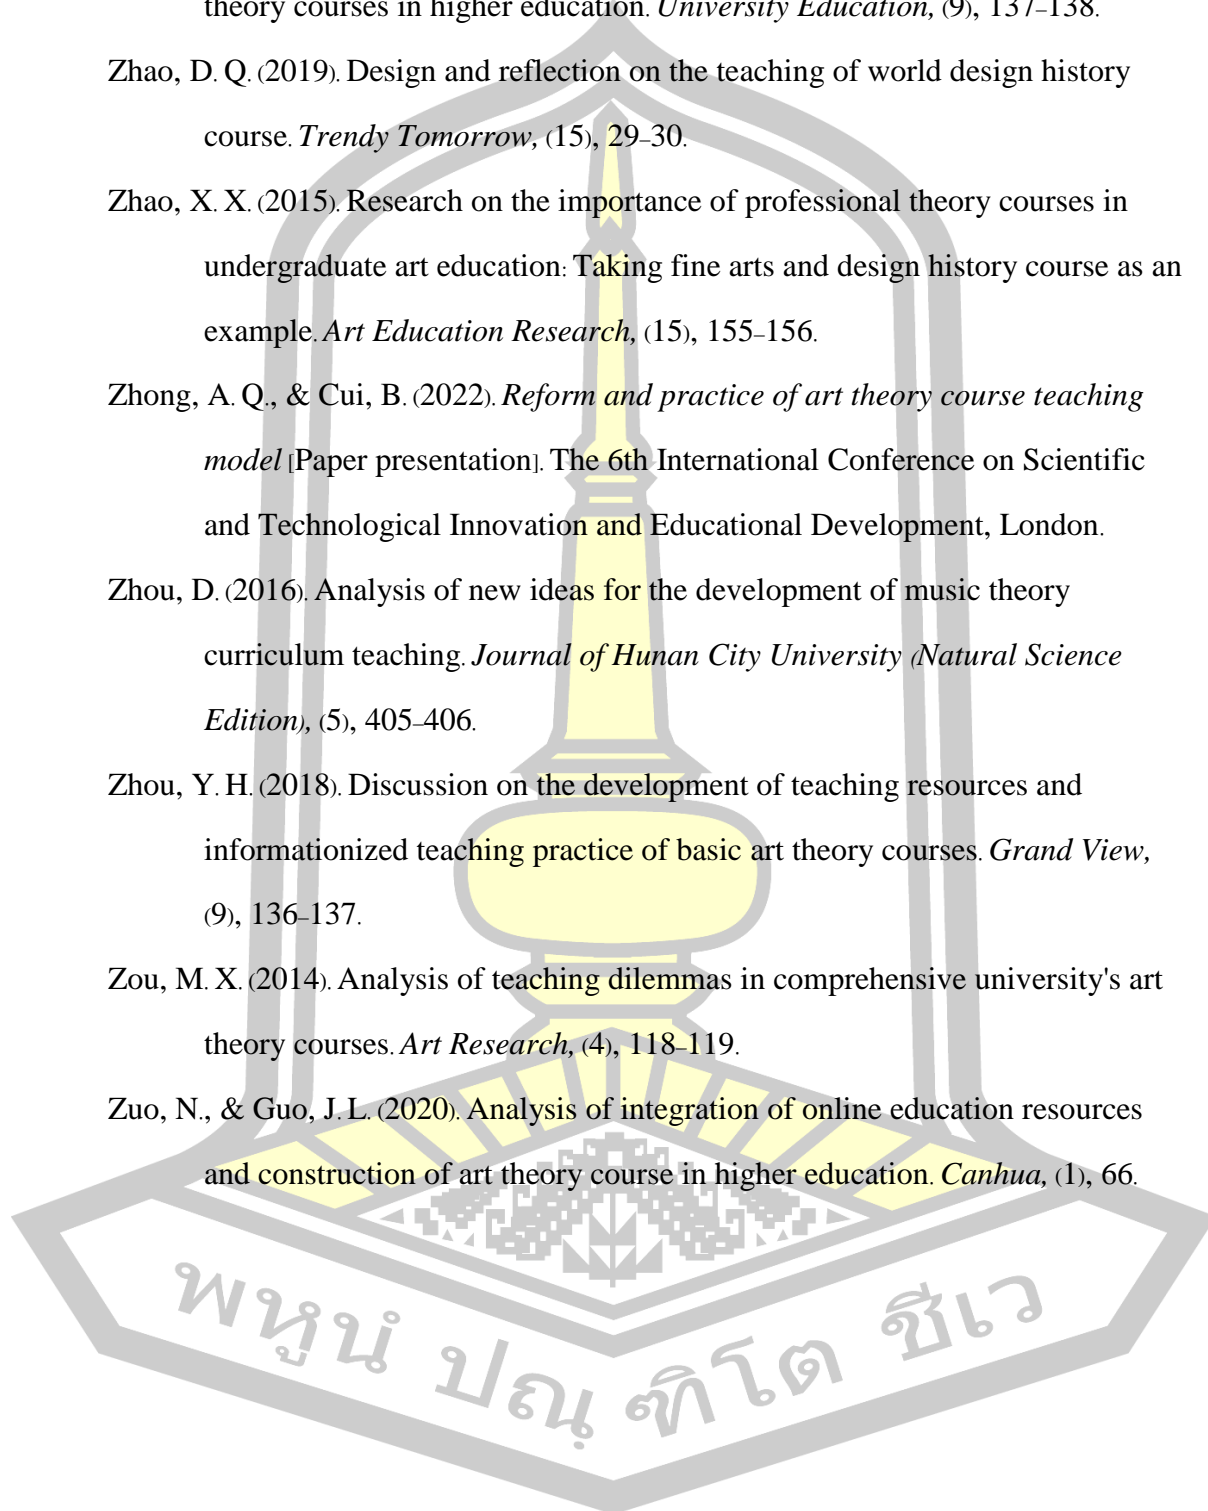 theory courses in higher education. University Education, (9), 137–138.
Zhao, D. Q. (2019). Design and reflection on the teaching of world design history
course. Trendy Tomorrow, (15), 29–30.
Zhao, X. X. (2015). Research on the importance of professional theory courses in
undergraduate art education: Taking fine arts and design history course as an
example. Art Education Research, (15), 155–156.
Zhong, A. Q., & Cui, B. (2022). Reform and practice of art theory course teaching
model [Paper presentation]. The 6th International Conference on Scientific
and Technological Innovation and Educational Development, London.
Zhou, D. (2016). Analysis of new ideas for the development of music theory
curriculum teaching. Journal of Hunan City University (Natural Science
Edition), (5), 405–406.
Zhou, Y. H. (2018). Discussion on the development of teaching resources and
informationized teaching practice of basic art theory courses. Grand View,
(9), 136–137.
Zou, M. X. (2014). Analysis of teaching dilemmas in comprehensive university's art
theory courses. Art Research, (4), 118–119.
Zuo, N., & Guo, J. L. (2020). Analysis of integration of online education resources
and construction of art theory course in higher education. Canhua, (1), 66.
พหูนํ ปณฺฑิโต ชีเว